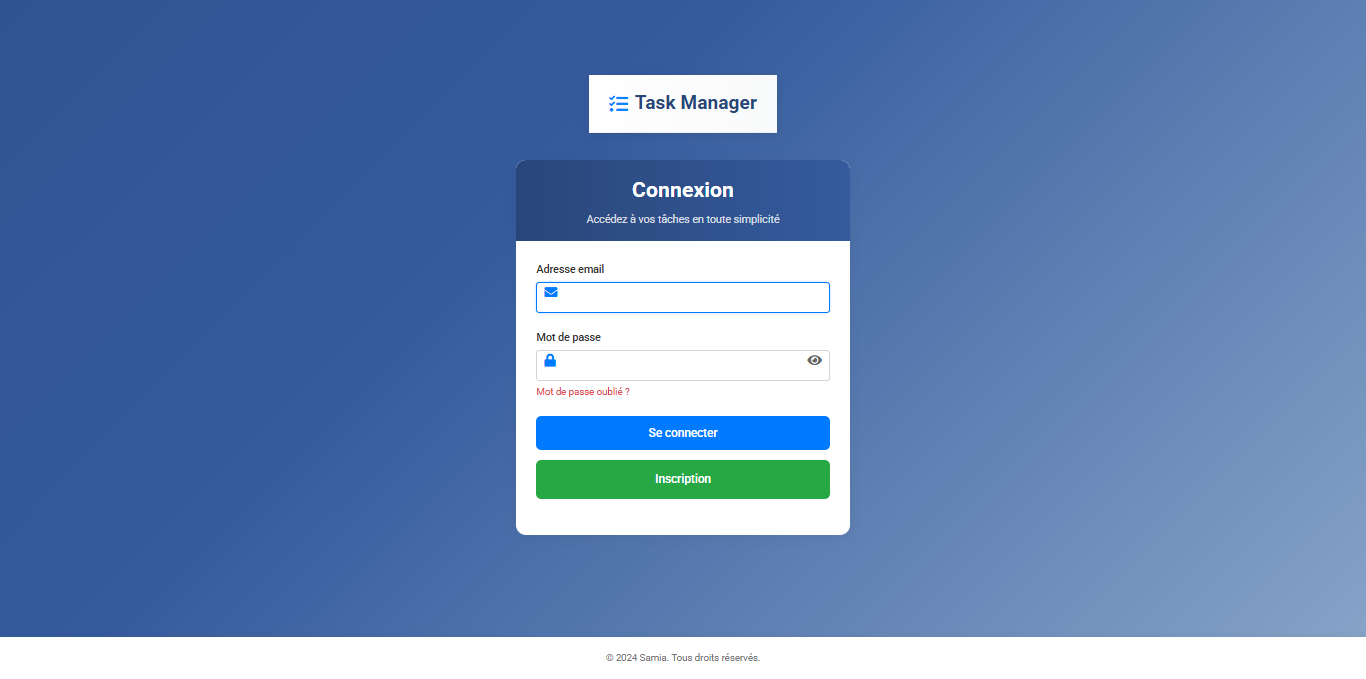 Task Manager
Connexion
Accédez à vos tâches en toute simplicité
Adresse email
Mot de passe
Mot de passe oublié ?
Se connecter
Inscription
© 2024 Samia. Tous droits réservés.